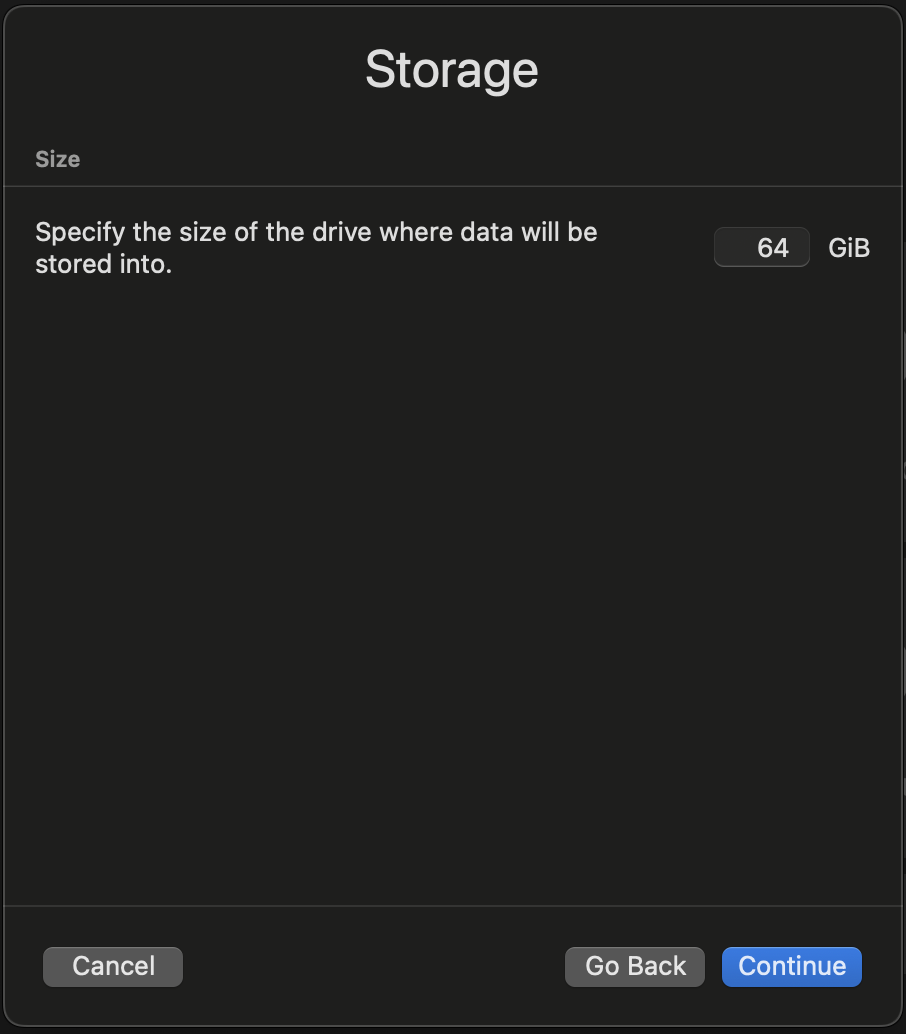 Storage
Size
Specify the size of the drive where data will be
stored into.
64 GiB
Cancel
Go Back
Continue